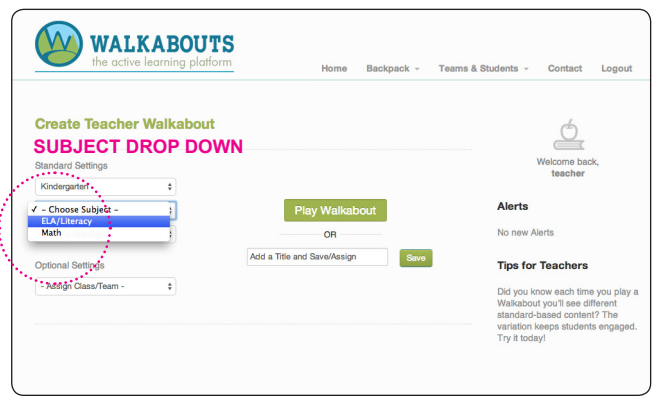 WALKABOUTS
the active learning platform
Home Backpack Teams & Students Contact Logout
Create Teacher Walkabout
SUBJECT DROP DOWN
Standard Settings
Kindergarten
✓ - Choose Subject -
ELA/Literacy
Math
Optional Settings
- Assign Class/Team -
Play Walkabout
OR
Add a Title and Save/Assign Save
Welcome back,
teacher
Alerts
No new Alerts
Tips for Teachers
Did you know each time you play a
Walkabout you'll see different
standard-based content? The
variation keeps students engaged.
Try it today!